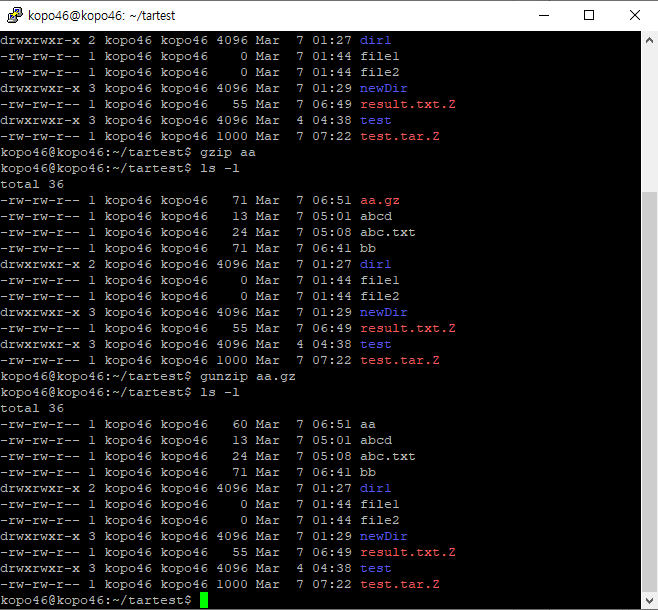 kopo46@kopo46: ~/tartest
drwxrwxr-x 2 kopo46 kopo46 4096 Mar  7 01:27 dir1
-rw-rw-r-- 1 kopo46 kopo46    0 Mar  7 01:44 file1
-rw-rw-r-- 1 kopo46 kopo46    0 Mar  7 01:44 file2
drwxrwxr-x 3 kopo46 kopo46 4096 Mar  7 01:29 newDir
-rw-rw-r-- 1 kopo46 kopo46   55 Mar  7 06:49 result.txt.Z
drwxrwxr-x 3 kopo46 kopo46 4096 Mar  4 04:38 test
-rw-rw-r-- 1 kopo46 kopo46 1000 Mar  7 07:22 test.tar.Z
kopo46@kopo46:~/tartest$ gzip aa
kopo46@kopo46:~/tartest$ ls -l
total 36
-rw-rw-r-- 1 kopo46 kopo46   71 Mar  7 06:51 aa.gz
-rw-rw-r-- 1 kopo46 kopo46   13 Mar  7 05:01 abcd
-rw-rw-r-- 1 kopo46 kopo46   24 Mar  7 05:08 abc.txt
-rw-rw-r-- 1 kopo46 kopo46   71 Mar  7 06:41 bb
drwxrwxr-x 2 kopo46 kopo46 4096 Mar  7 01:27 dir1
-rw-rw-r-- 1 kopo46 kopo46    0 Mar  7 01:44 file1
-rw-rw-r-- 1 kopo46 kopo46    0 Mar  7 01:44 file2
drwxrwxr-x 3 kopo46 kopo46 4096 Mar  7 01:29 newDir
-rw-rw-r-- 1 kopo46 kopo46   55 Mar  7 06:49 result.txt.Z
drwxrwxr-x 3 kopo46 kopo46 4096 Mar  4 04:38 test
-rw-rw-r-- 1 kopo46 kopo46 1000 Mar  7 07:22 test.tar.Z
kopo46@kopo46:~/tartest$ gunzip aa.gz
kopo46@kopo46:~/tartest$ ls -l
total 36
-rw-rw-r-- 1 kopo46 kopo46   60 Mar  7 06:51 aa
-rw-rw-r-- 1 kopo46 kopo46   13 Mar  7 05:01 abcd
-rw-rw-r-- 1 kopo46 kopo46   24 Mar  7 05:08 abc.txt
-rw-rw-r-- 1 kopo46 kopo46   71 Mar  7 06:41 bb
drwxrwxr-x 2 kopo46 kopo46 4096 Mar  7 01:27 dir1
-rw-rw-r-- 1 kopo46 kopo46    0 Mar  7 01:44 file1
-rw-rw-r-- 1 kopo46 kopo46    0 Mar  7 01:44 file2
drwxrwxr-x 3 kopo46 kopo46 4096 Mar  7 01:29 newDir
-rw-rw-r-- 1 kopo46 kopo46   55 Mar  7 06:49 result.txt.Z
drwxrwxr-x 3 kopo46 kopo46 4096 Mar  4 04:38 test
-rw-rw-r-- 1 kopo46 kopo46 1000 Mar  7 07:22 test.tar.Z
kopo46@kopo46:~/tartest$